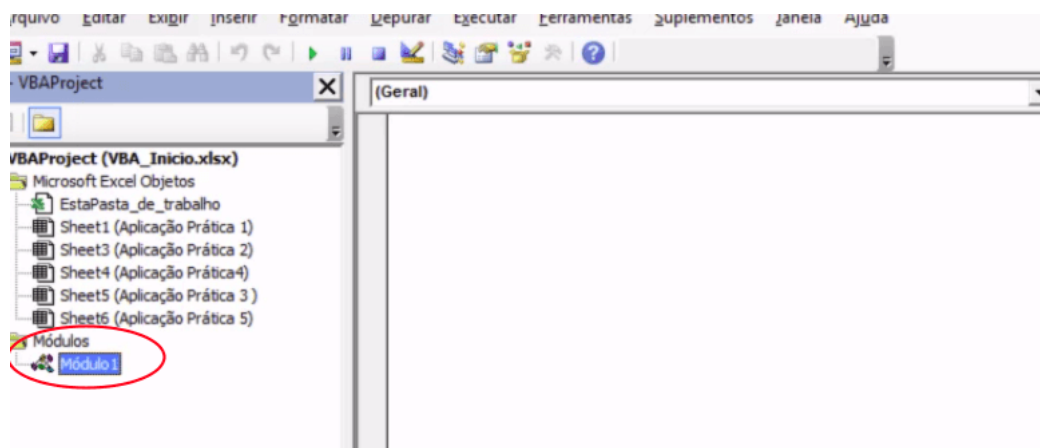 rquivo Editar Exibir Inserir Formatar Depurar Executar Ferramentas Suplementos Janela Ajuda
VBAProject
(Geral)
VBAProject (VBA_Inicio.xlsx)
Microsoft Excel Objetos
EstaPasta_de_trabalho
Sheet1 (Aplicação Prática 1)
Sheet3 (Aplicação Prática 2)
Sheet4 (Aplicação Prática4)
Sheet5 (Aplicação Prática 3 )
Sheet6 (Aplicação Prática 5)
Módulos
Módulo1